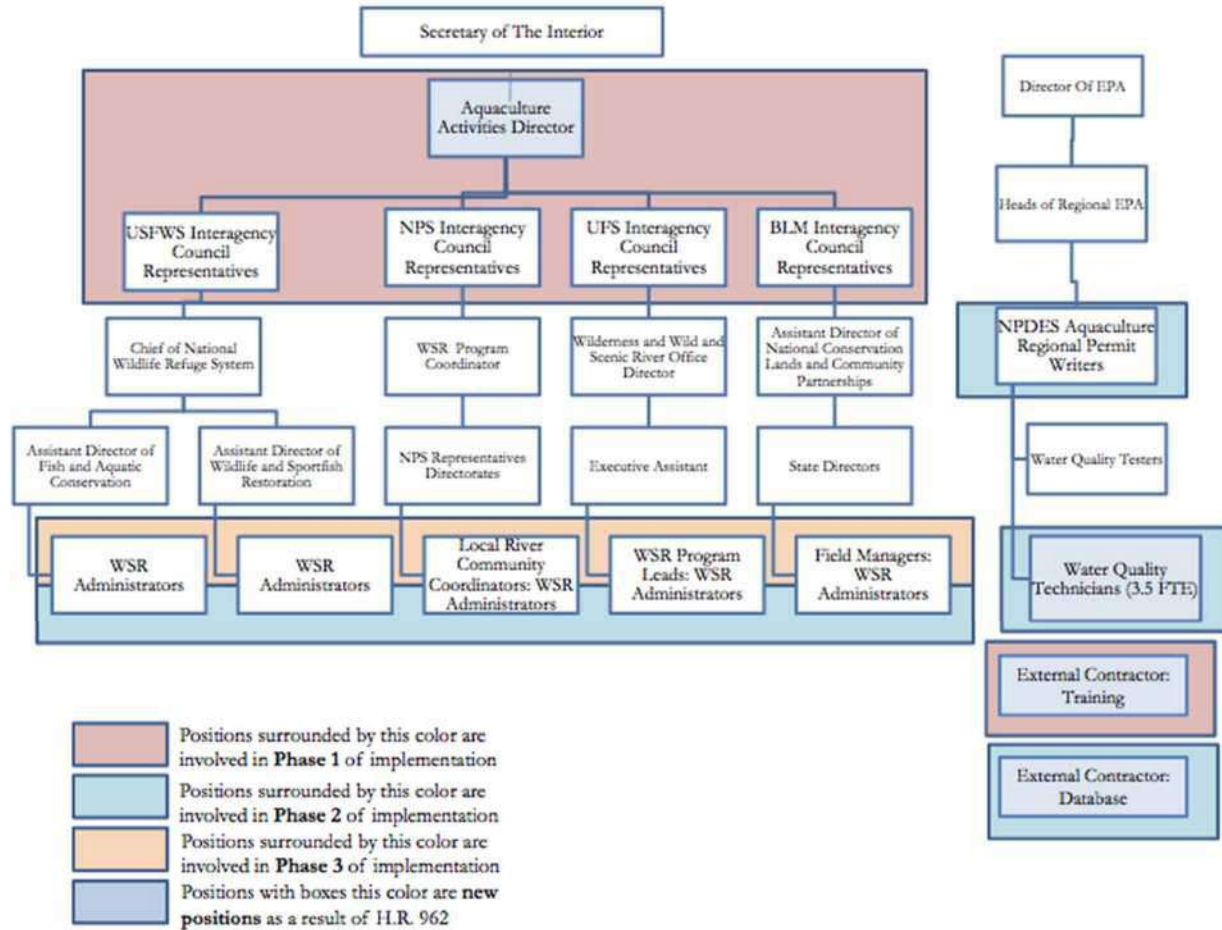 Secretary of The Interior
Aquaculture
Activities Director
USFWS Interagency
Council
Representatives
NPS Interagency
Council
Representatives
UFS Interagency
Council
Representatives
BLM Interagency
Council
Representatives
Chief of National
Wildlife Refuge System
WSR Program
Coordinator
Wilderness and Wild and
Scenic River Office
Director
Assistant Director of
National Conservation
Lands and Community
Partnerships
Assistant Director of
Fish and Aquatic
Conservation
Assistant Director of
Wildlife and Sportfish
Restoration
NPS Representatives
Directorates
Executive Assistant
State Directors
WSR
Administrators
WSR
Administrators
Local River
Community
Coordinators: WSR
Administrators
WSR Program
Leads: WSR
Administrators
Field Managers:
WSR
Administrators
Director Of EPA
Heads of Regional EPA
NPDES Aquaculture
Regional Permit
Writers
Water Quality Testers
Water Quality
Technicians (3.5 FTE)
External Contractor:
Training
External Contractor:
Database
Positions surrounded by this color are
involved in Phase 1 of implementation
Positions surrounded by this color are
involved in Phase 2 of implementation
Positions surrounded by this color are
involved in Phase 3 of implementation
Positions with boxes this color are new
positions as a result of H.R. 962